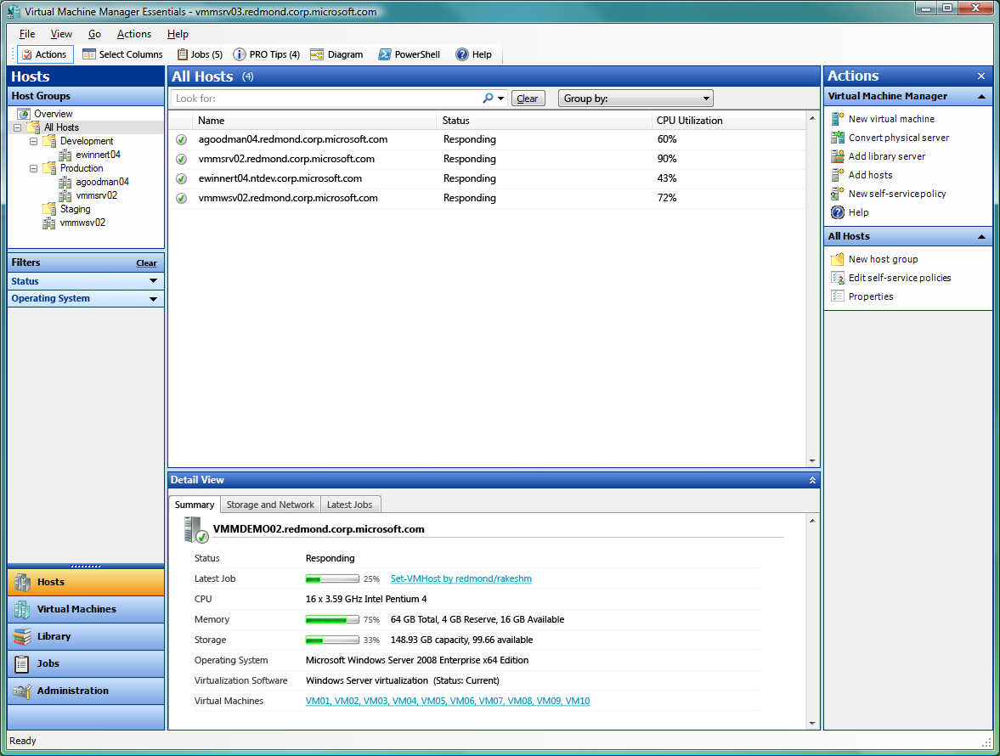 Virtual Machine Manager Essentials - vmmsrv03.redmond.corp.microsoft.com
File View Go Actions Help
Actions Select Columns Jobs (5) PRO Tips (4) Diagram PowerShell Help
Hosts
Host Groups
Overview
All Hosts
Development
ewinnert04
Production
agoodman04
vmmsrv02
Staging
vmmwsv02
Filters Clear
Status
Operating System
Hosts
Virtual Machines
Library
Jobs
Administration
All Hosts (4)
Look for: Clear Group by:
Name Status CPU Utilization
agoodman04.redmond.corp.microsoft.com Responding 60%
vmmsrv02.redmond.corp.microsoft.com Responding 90%
ewinnert04.ntdev.corp.microsoft.com Responding 43%
vmmwsv02.redmond.corp.microsoft.com Responding 72%
Detail View
Summary Storage and Network Latest Jobs
VMMDEMO02.redmond.corp.microsoft.com
Status Responding
Latest Job 25% Set-VMHost by redmond/rakeshm
CPU 16 x 3.59 GHz Intel Pentium 4
Memory 75% 64 GB Total, 4 GB Reserve, 16 GB Available
Storage 33% 148.93 GB capacity, 99.66 available
Operating System Microsoft Windows Server 2008 Enterprise x64 Edition
Virtualization Software Windows Server virtualization (Status: Current)
Virtual Machines VM01, VM02, VM03, VM04, VM05, VM06, VM07, VM08, VM09, VM10
Actions
Virtual Machine Manager
New virtual machine
Convert physical server
Add library server
Add hosts
New self-service policy
Help
All Hosts
New host group
Edit self-service policies
Properties
Ready